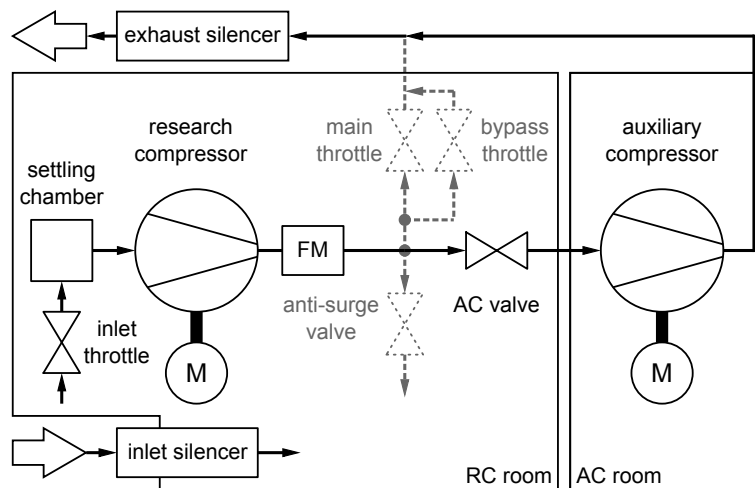 exhaust silencer
research
compressor
main
throttle
bypass
throttle
auxiliary
compressor
settling
chamber
FM
inlet
throttle
anti-surge
valve
AC valve
M
M
inlet silencer
RC room
AC room